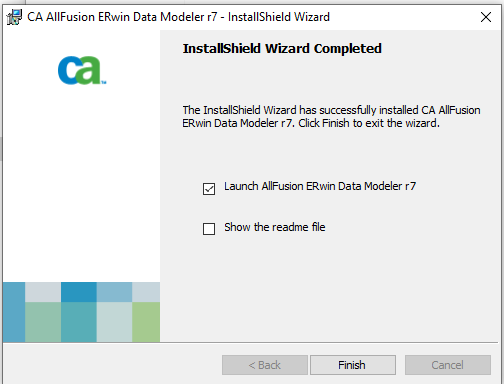 CA AllFusion ERwin Data Modeler r7 - InstallShield Wizard
ca
InstallShield Wizard Completed
The InstallShield Wizard has successfully installed CA AllFusion
ERwin Data Modeler r7. Click Finish to exit the wizard.
Launch AllFusion ERwin Data Modeler r7
Show the readme file
< Back
Finish
Cancel